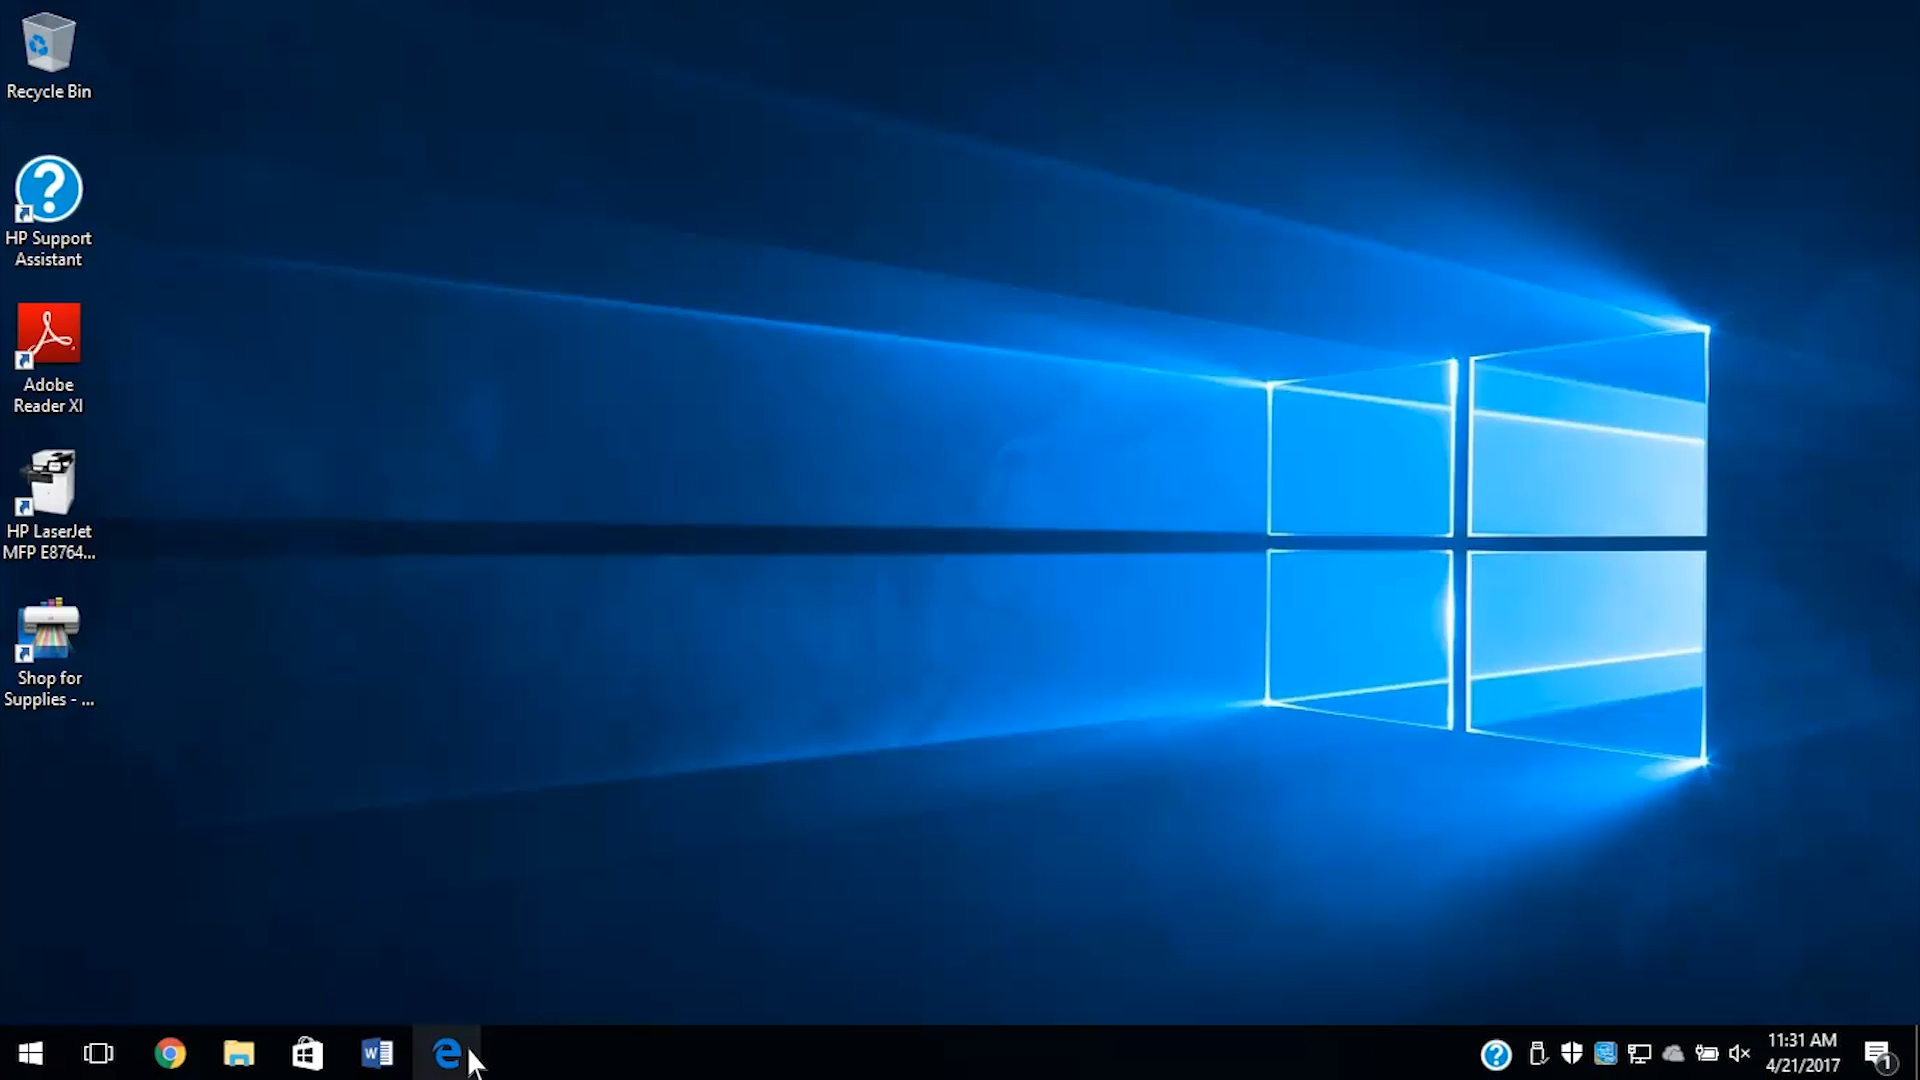 Recycle Bin
HP Support
Assistant
Adobe
Reader XI
HP LaserJet
MFP E8764...
Shop for
Supplies - ...
11:31 AM
4/21/2017
1